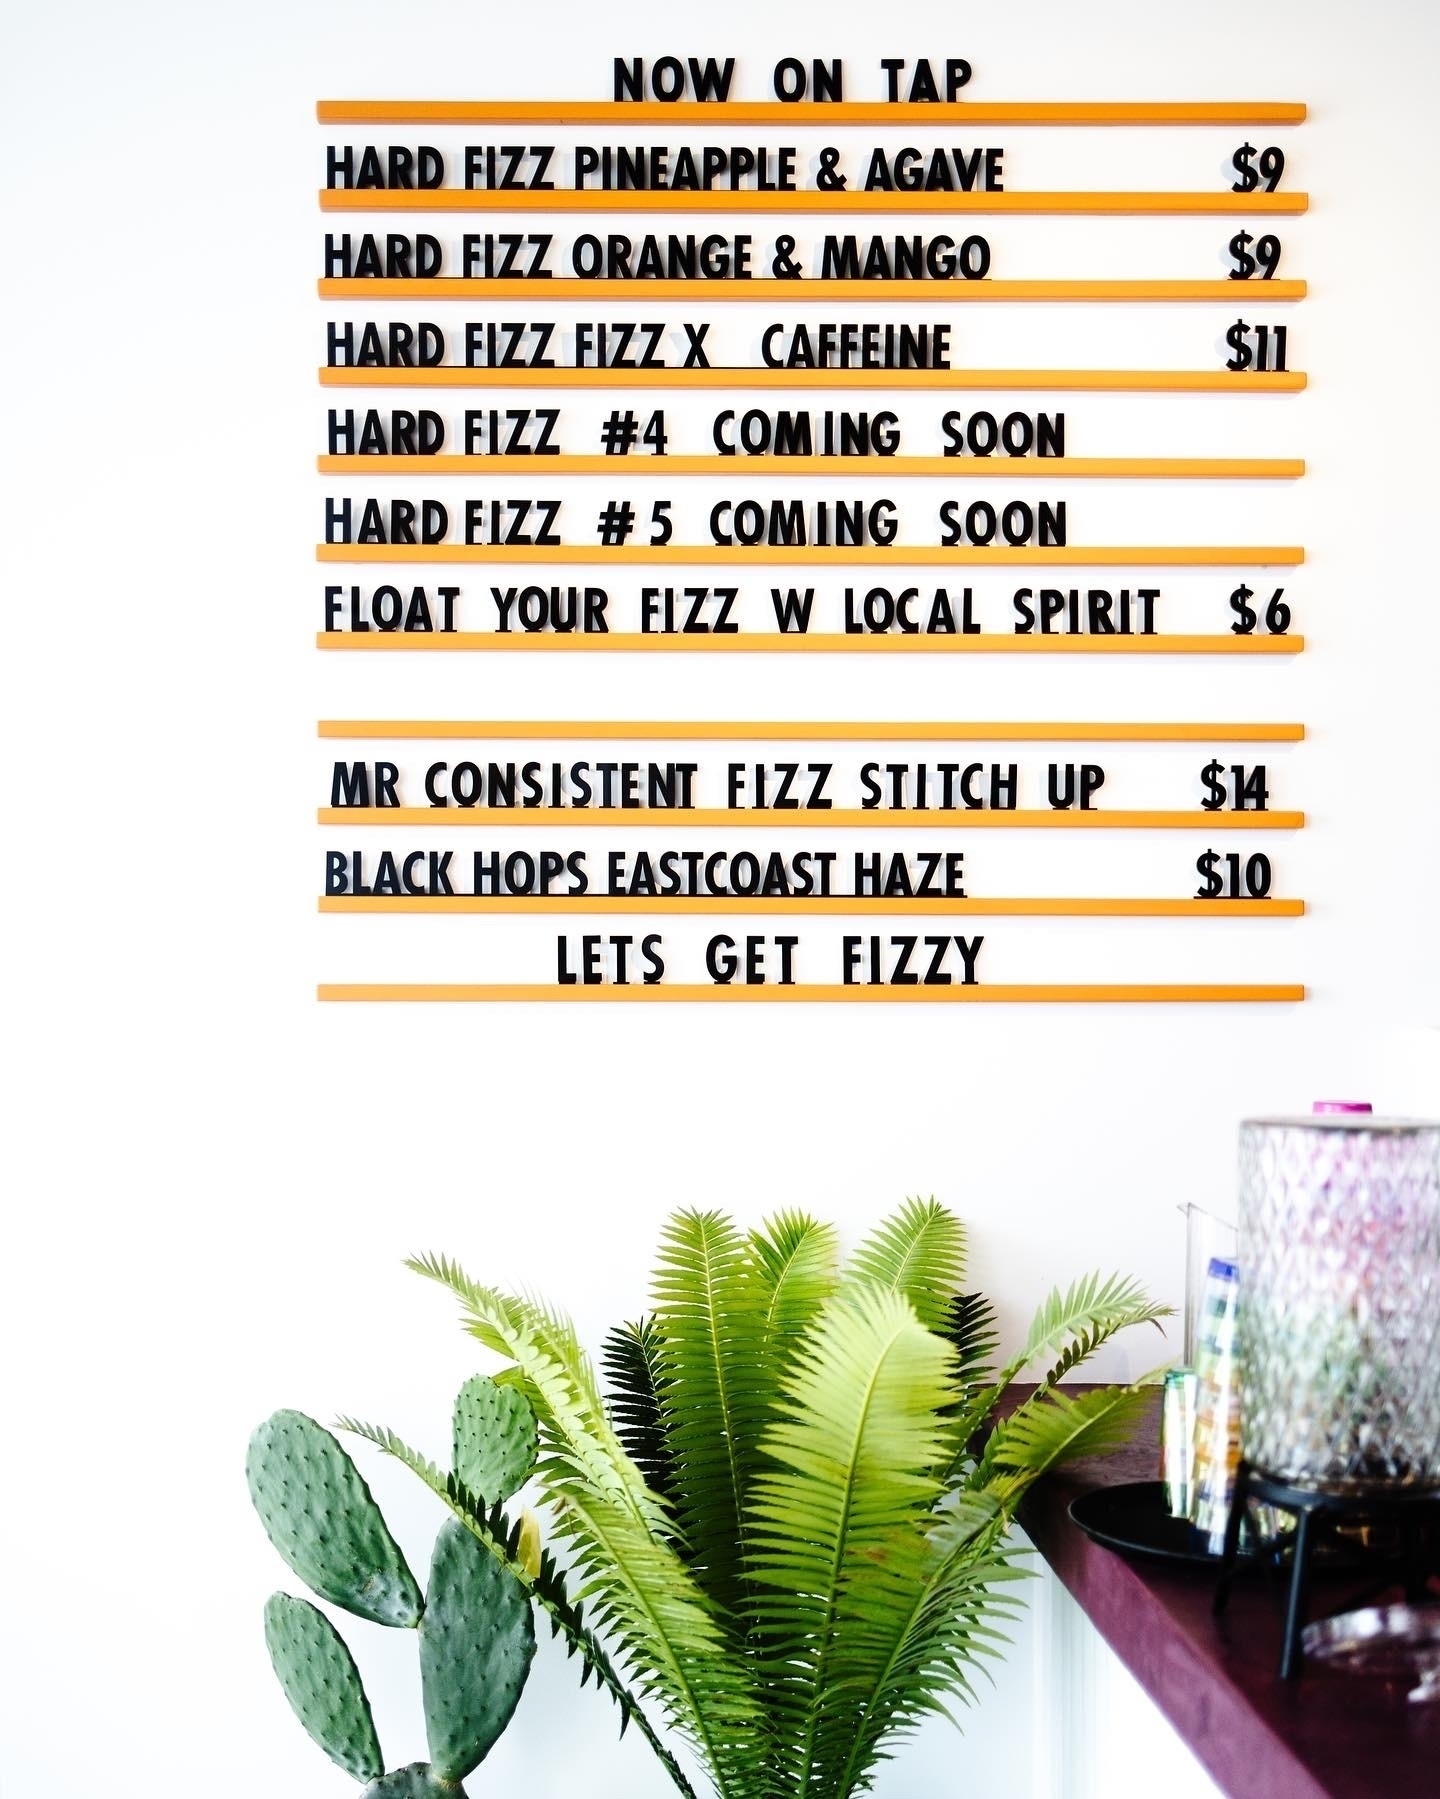 NOW ON TAP
HARD FIZZ PINEAPPLE & AGAVE $9
HARD FIZZ ORANGE & MANGO $9
HARD FIZZ FIZZ X CAFFEINE $11
HARD FIZZ #4 COMING SOON
HARD FIZZ #5 COMING SOON
FLOAT YOUR FIZZ W LOCAL SPIRIT $6
MR CONSISTENT FIZZ STITCH UP $14
BLACK HOPS EASTCOAST HAZE $10
LETS GET FIZZY